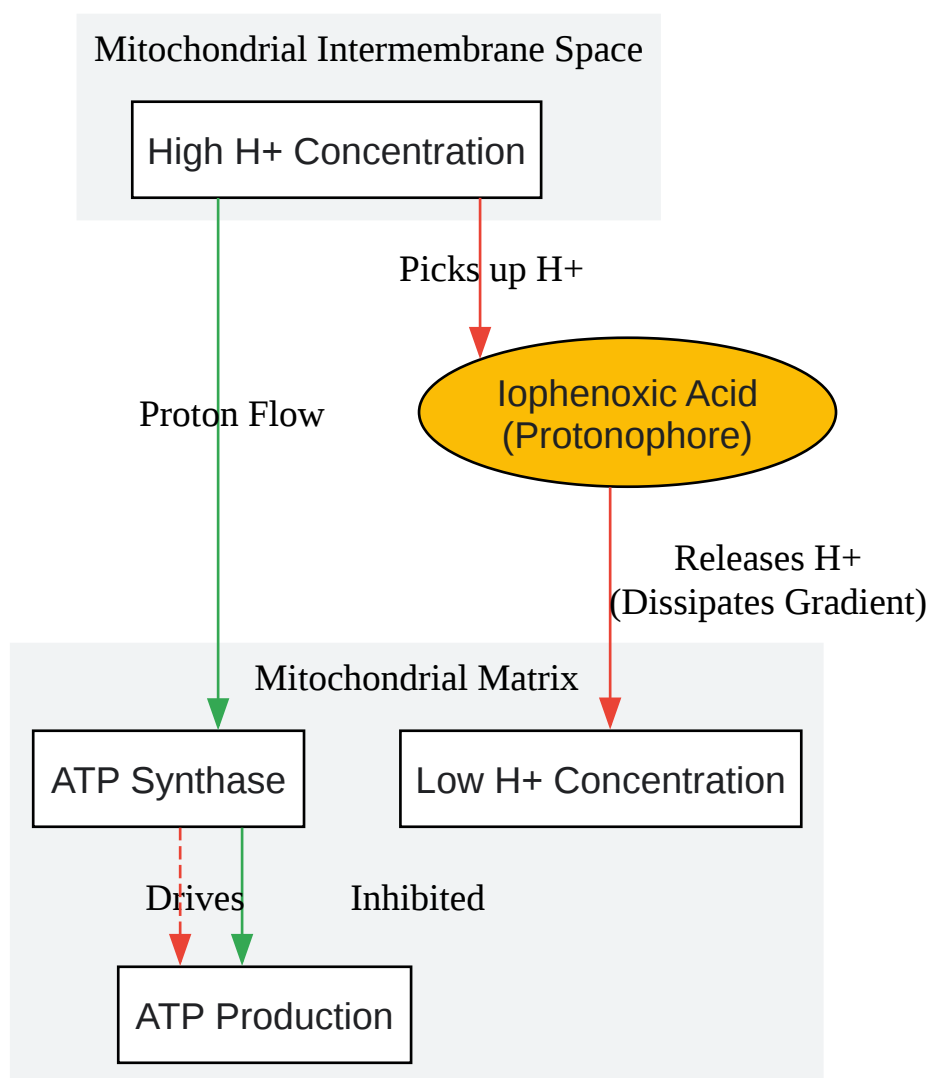 Mitochondrial Intermembrane Space
High H+ Concentration
Picks up H+
Iophenoxic Acid
(Protonophore)
Proton Flow
Releases H+
(Dissipates Gradient)
Mitochondrial Matrix
ATP Synthase
Low H+ Concentration
Drives
Inhibited
ATP Production